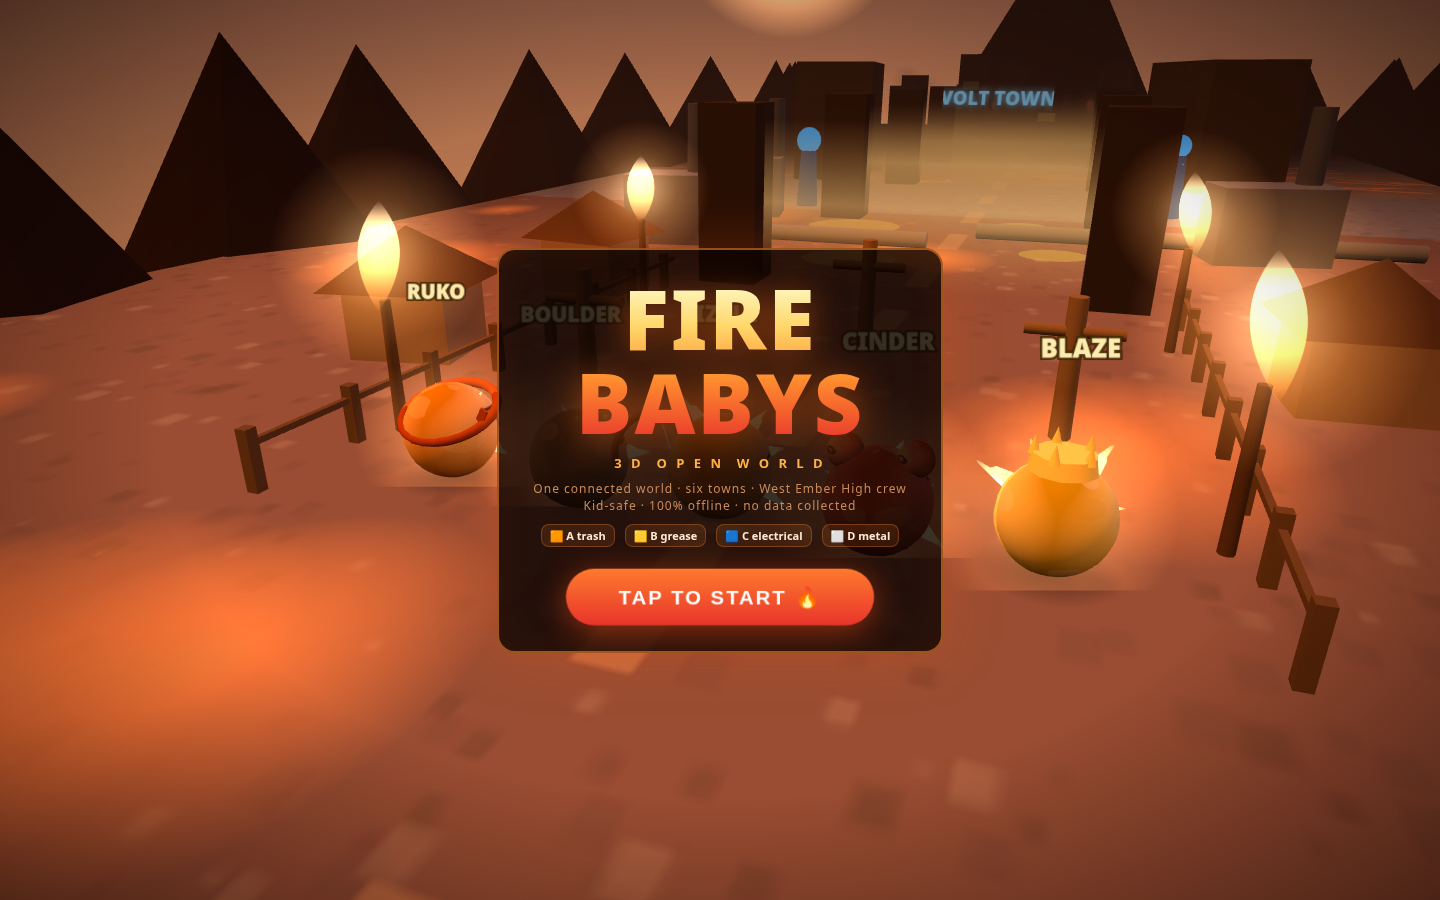 VOLT TOWN
RUKO
BOULDER
CINDER
BLAZE
FIRE
BABYS
3D OPEN WORLD
One connected world · six towns · West Ember High crew
Kid-safe · 100% offline · no data collected
🟧 A trash
🟨 B grease
🟦 C electrical
⬜ D metal
TAP TO START 🔥